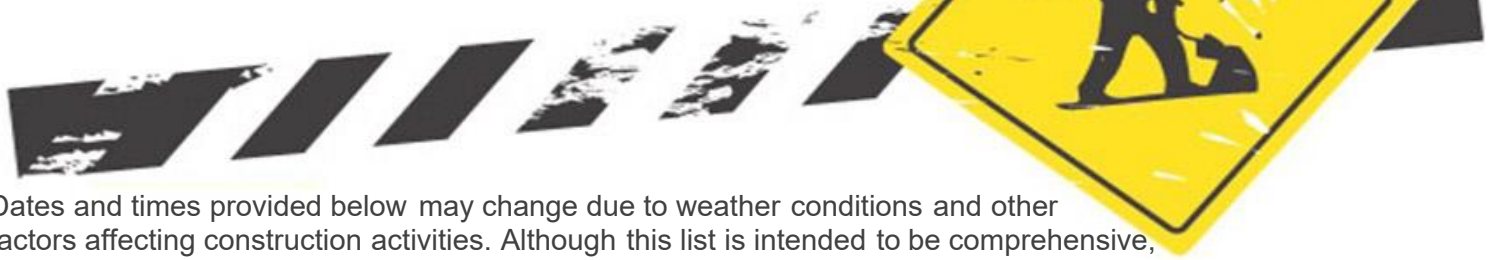 Dates and times provided below may change due to weather conditions and other
factors affecting construction activities. Although this list is intended to be comprehensive,